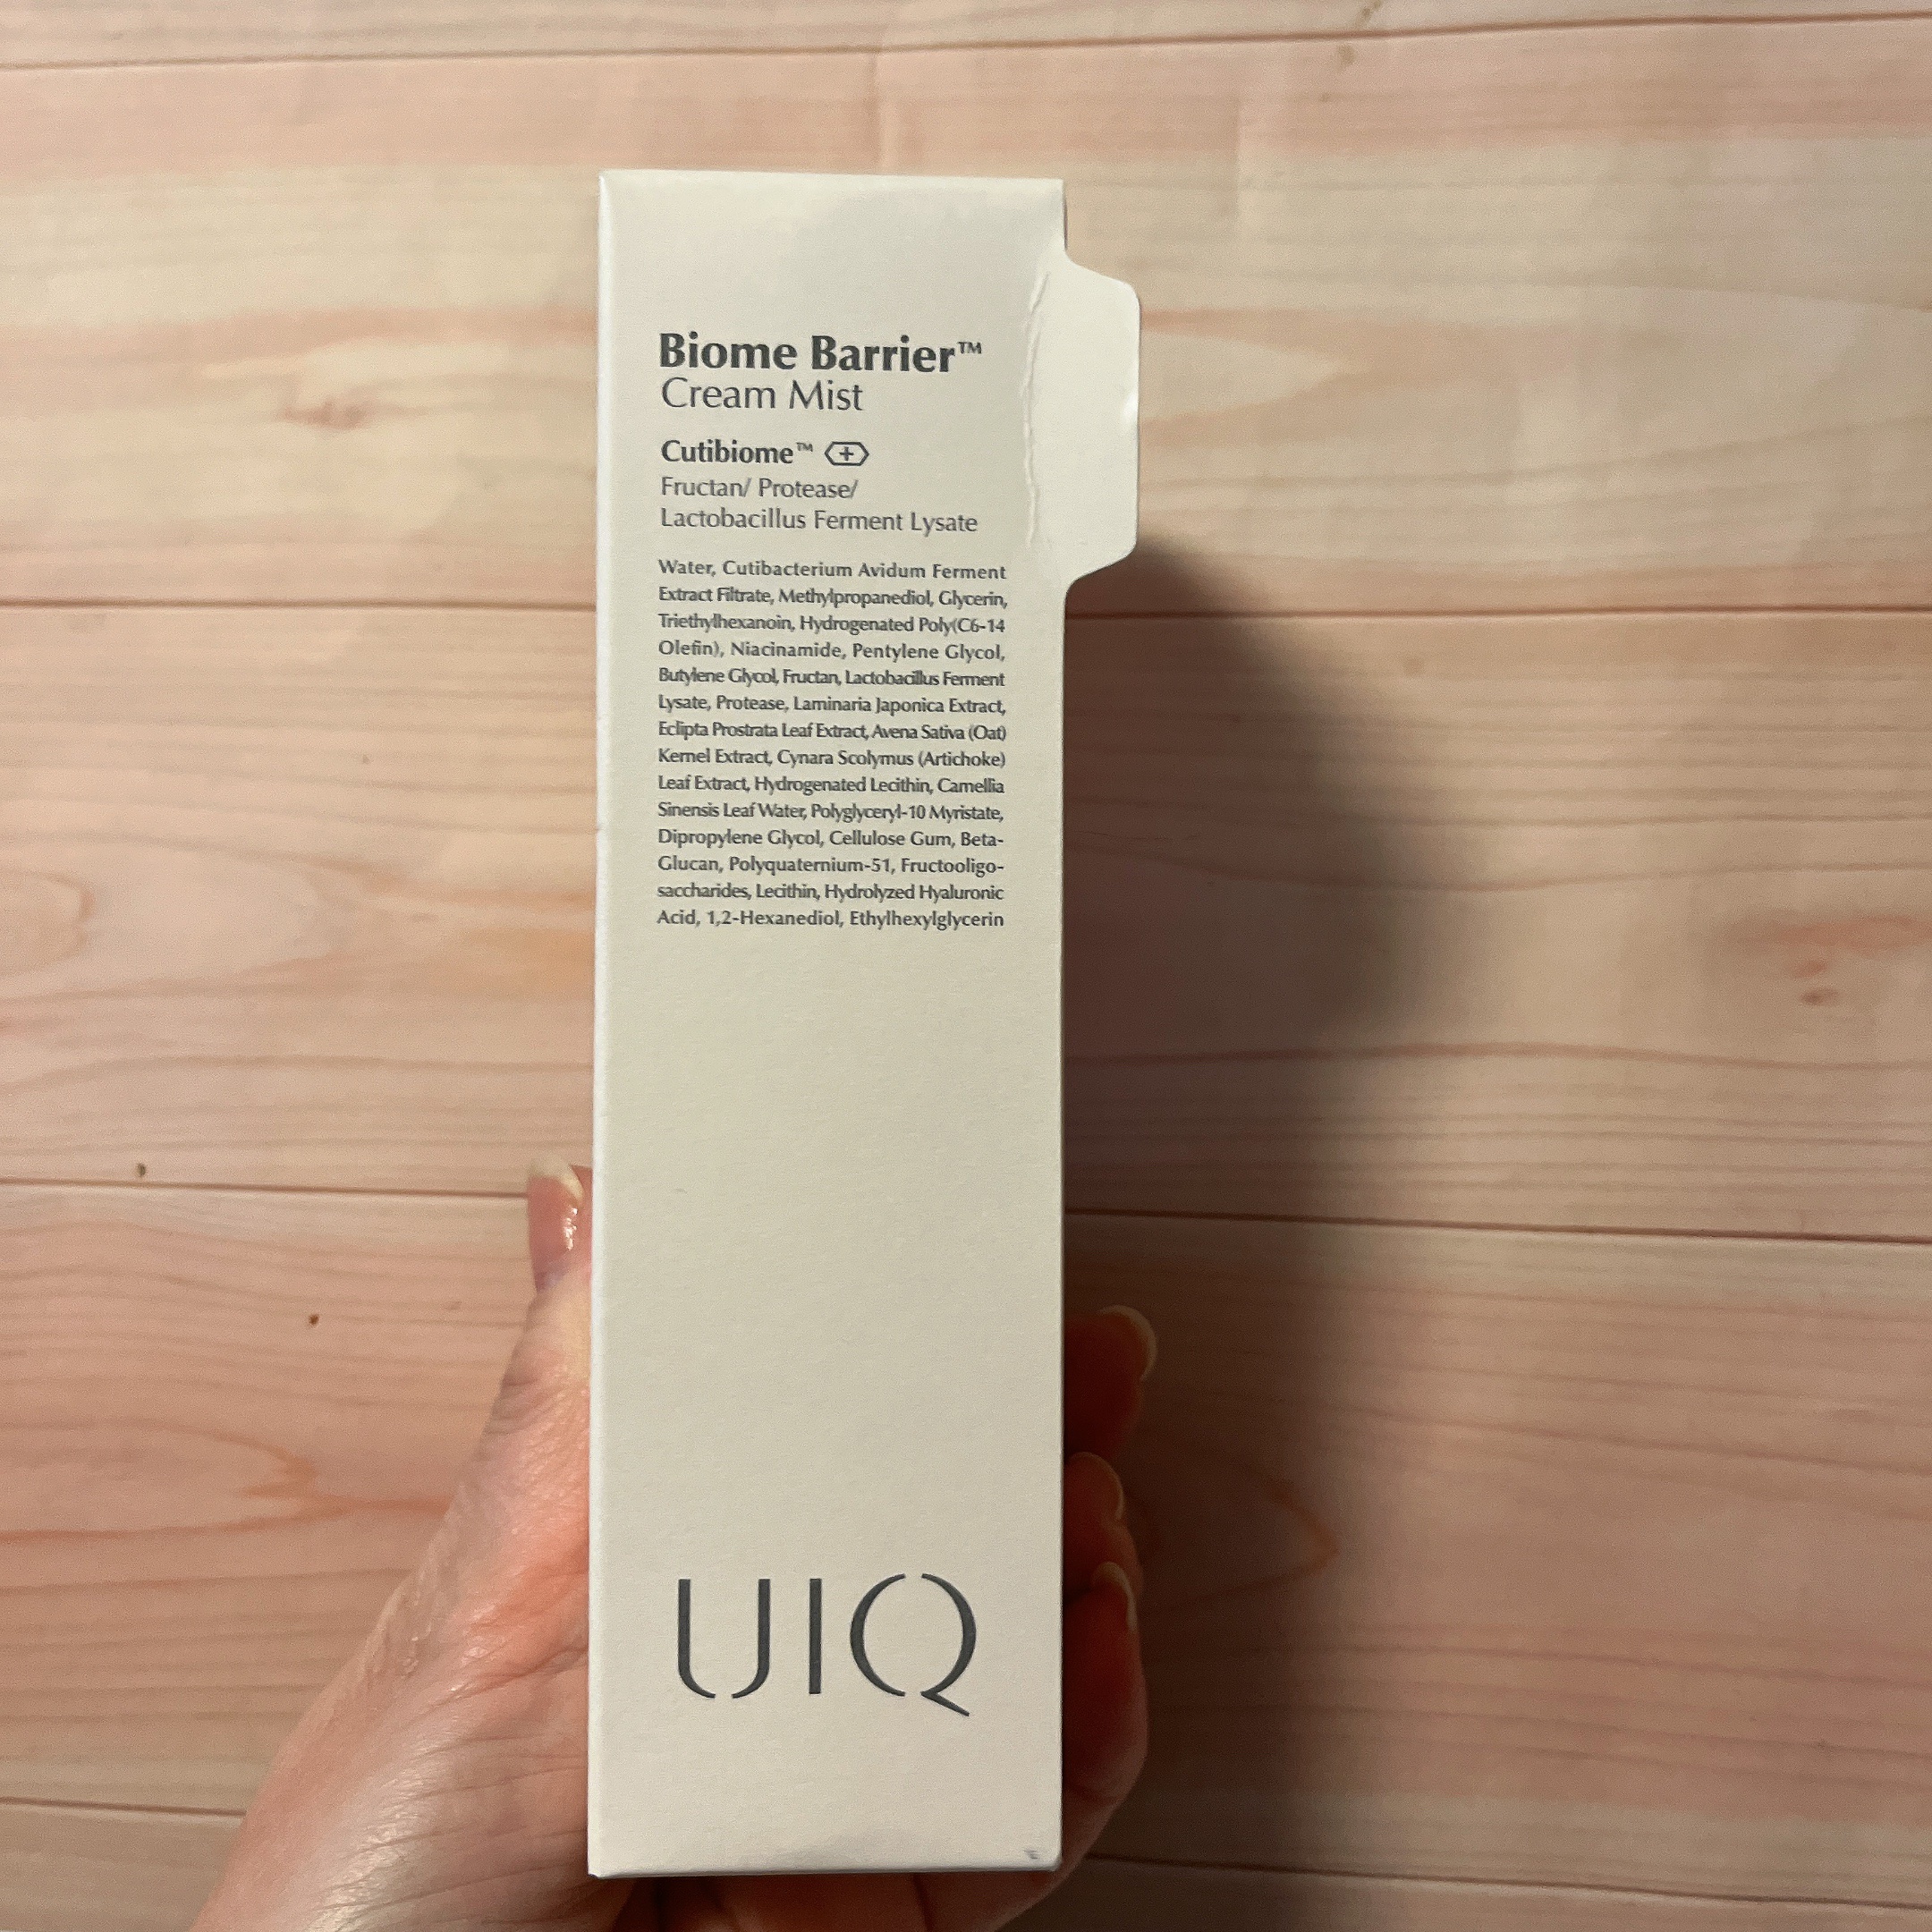 Biome Barrier™
Cream Mist
Cutibiome™ +
Fructan/ Protease/
Lactobacillus Ferment Lysate
Water, Cutibacterium Avidum Ferment
Extract Filtrate, Methylpropanediol, Glycerin,
Triethylhexanoin, Hydrogenated Poly(C6-14
Olefin), Niacinamide, Pentylene Glycol,
Butylene Glycol, Fructan, Lactobacillus Ferment
Lysate, Protease, Laminaria Japonica Extract,
Eclipta Prostrata Leaf Extract, Avena Sativa (Oat)
Kernel Extract, Cynara Scolymus (Artichoke)
Leaf Extract, Hydrogenated Lecithin, Camellia
Sinensis Leaf Water, Polyglyceryl-10 Myristate,
Dipropylene Glycol, Cellulose Gum, Beta-
Glucan, Polyquaternium-51, Fructooligo-
saccharides, Lecithin, Hydrolyzed Hyaluronic
Acid, 1,2-Hexanediol, Ethylhexylglycerin
UIQ